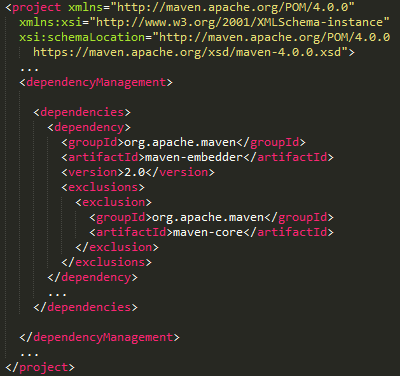 <project xmlns="http://maven.apache.org/POM/4.0.0"
  xmlns:xsi="http://www.w3.org/2001/XMLSchema-instance"
  xsi:schemaLocation="http://maven.apache.org/POM/4.0.0
    https://maven.apache.org/xsd/maven-4.0.0.xsd">
  ...
  <dependencyManagement>
    <dependencies>
      <dependency>
        <groupId>org.apache.maven</groupId>
        <artifactId>maven-embedder</artifactId>
        <version>2.0</version>
        <exclusions>
          <exclusion>
            <groupId>org.apache.maven</groupId>
            <artifactId>maven-core</artifactId>
          </exclusion>
        </exclusions>
      </dependency>
      ...
    </dependencies>
  </dependencyManagement>
  ...
</project>